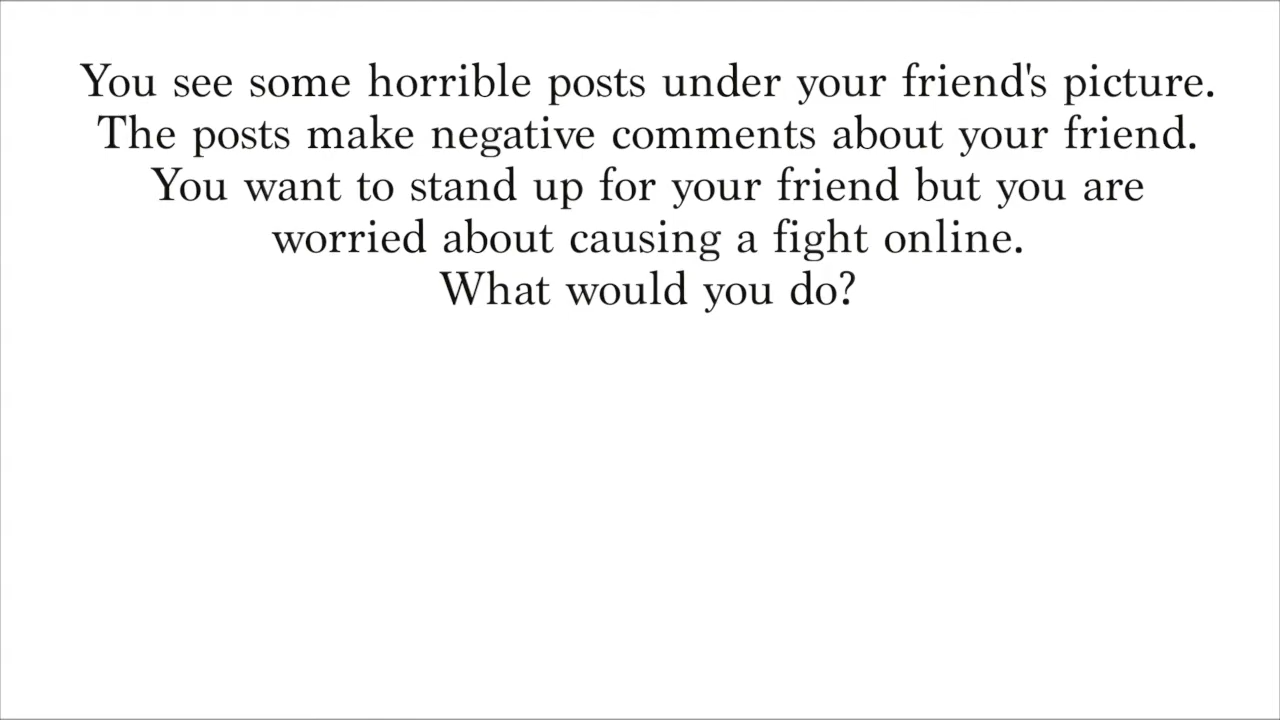 You see some horrible posts under your friend's picture.
The posts make negative comments about your friend.
You want to stand up for your friend but you are
worried about causing a fight online.
What would you do?